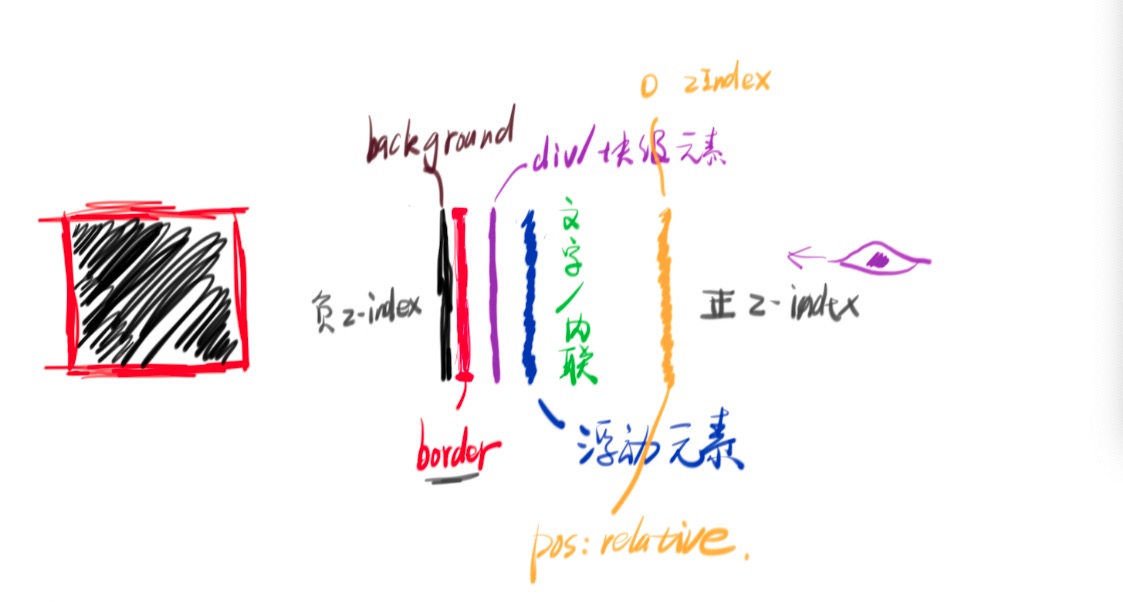 0 zIndex
background
div/块级元素
文字/内联
负z-index
正 z-index
border
浮动元素
pos: relative.